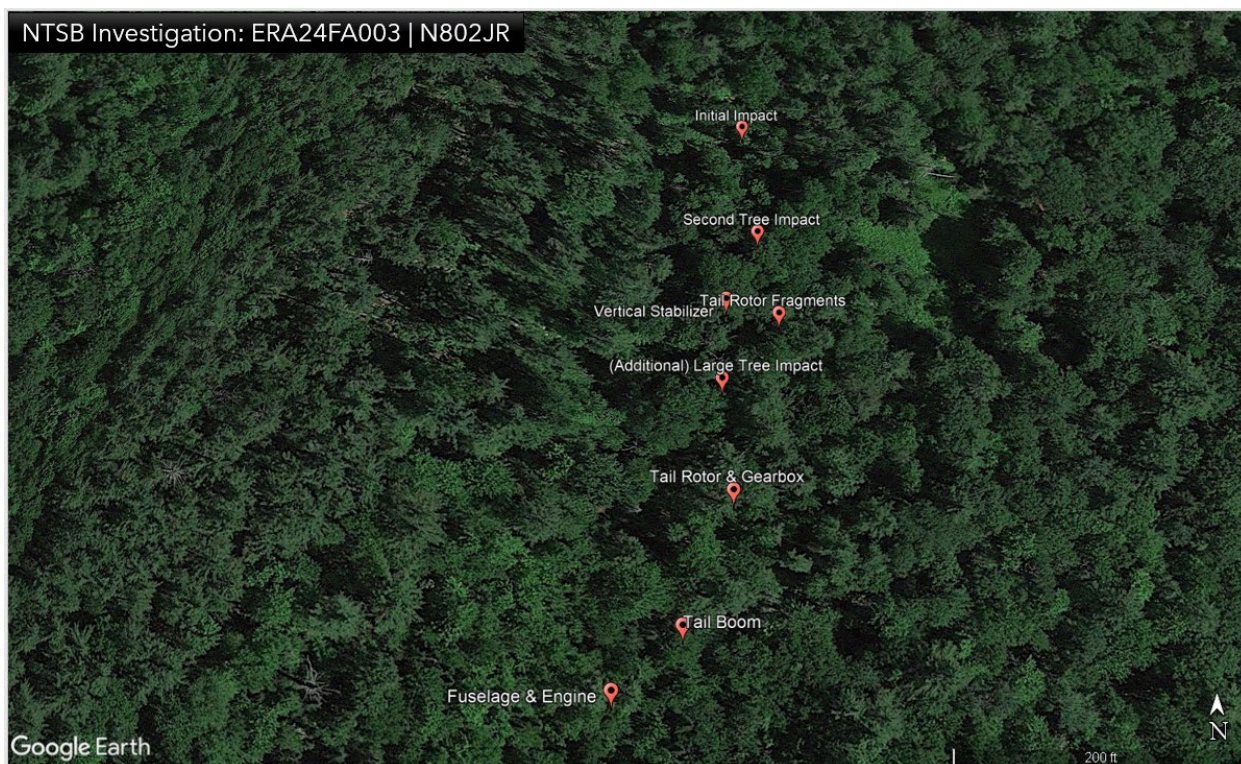 NTSB Investigation: ERA24FA003 | N802JR
Initial Impact
Second Tree Impact
Tail Rotor Fragments
Vertical Stabilizer
(Additional) Large Tree Impact
Tail Rotor & Gearbox
Tail Boom
Fuselage & Engine
N
Google Earth
200 ft